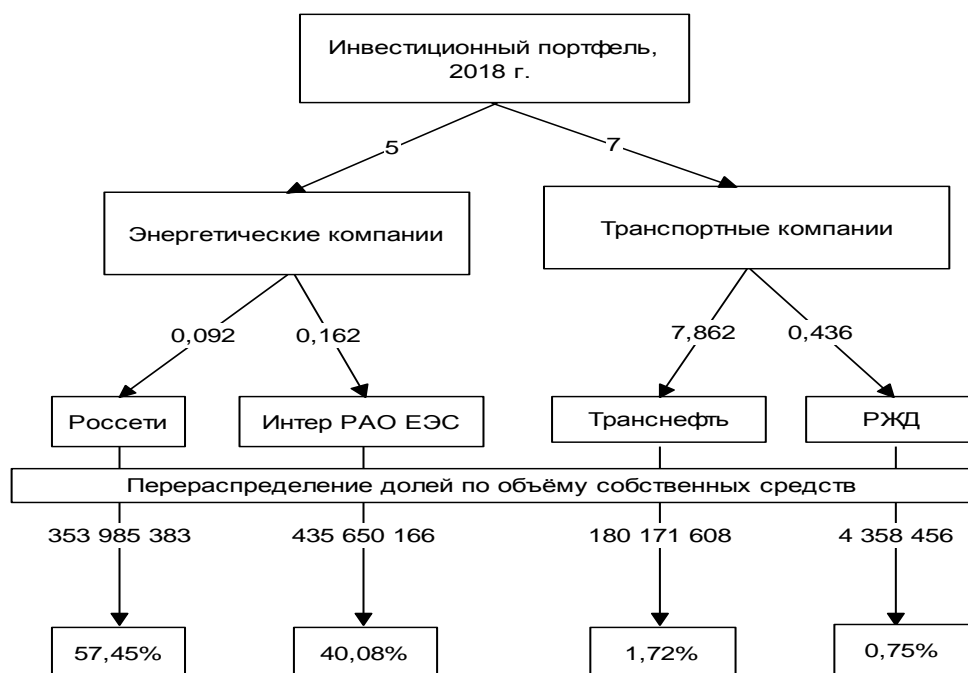 Инвестиционный портфель,
2018 г.
5
7
Энергетические компании
Транспортные компании
0,092
0,162
7,862
0,436
Россети
Интер РАО ЕЭС
Транснефть
РЖД
Перераспределение долей по объёму собственных средств
353 985 383
435 650 166
180 171 608
4 358 456
57,45%
40,08%
1,72%
0,75%